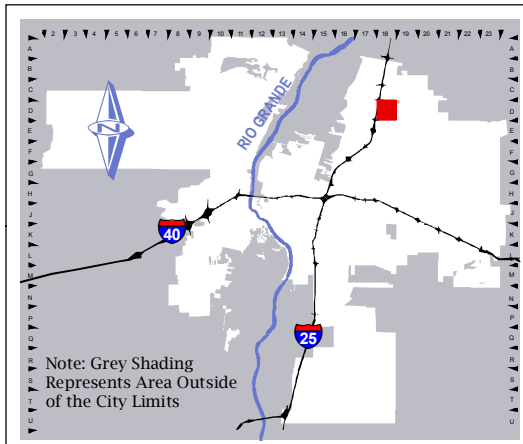 2 3 4 5 6 7 8 9 10 11 12 13 14 15 16 17 18 19 20 21 22 23
A A
B B
C C
D D
E E
F F
G G
H H
J J
K K
L L
M M
N N
P P
Q Q
R R
S S
T T
U U
N
RIO GRANDE
40
25
Note: Grey Shading
Represents Area Outside
of the City Limits